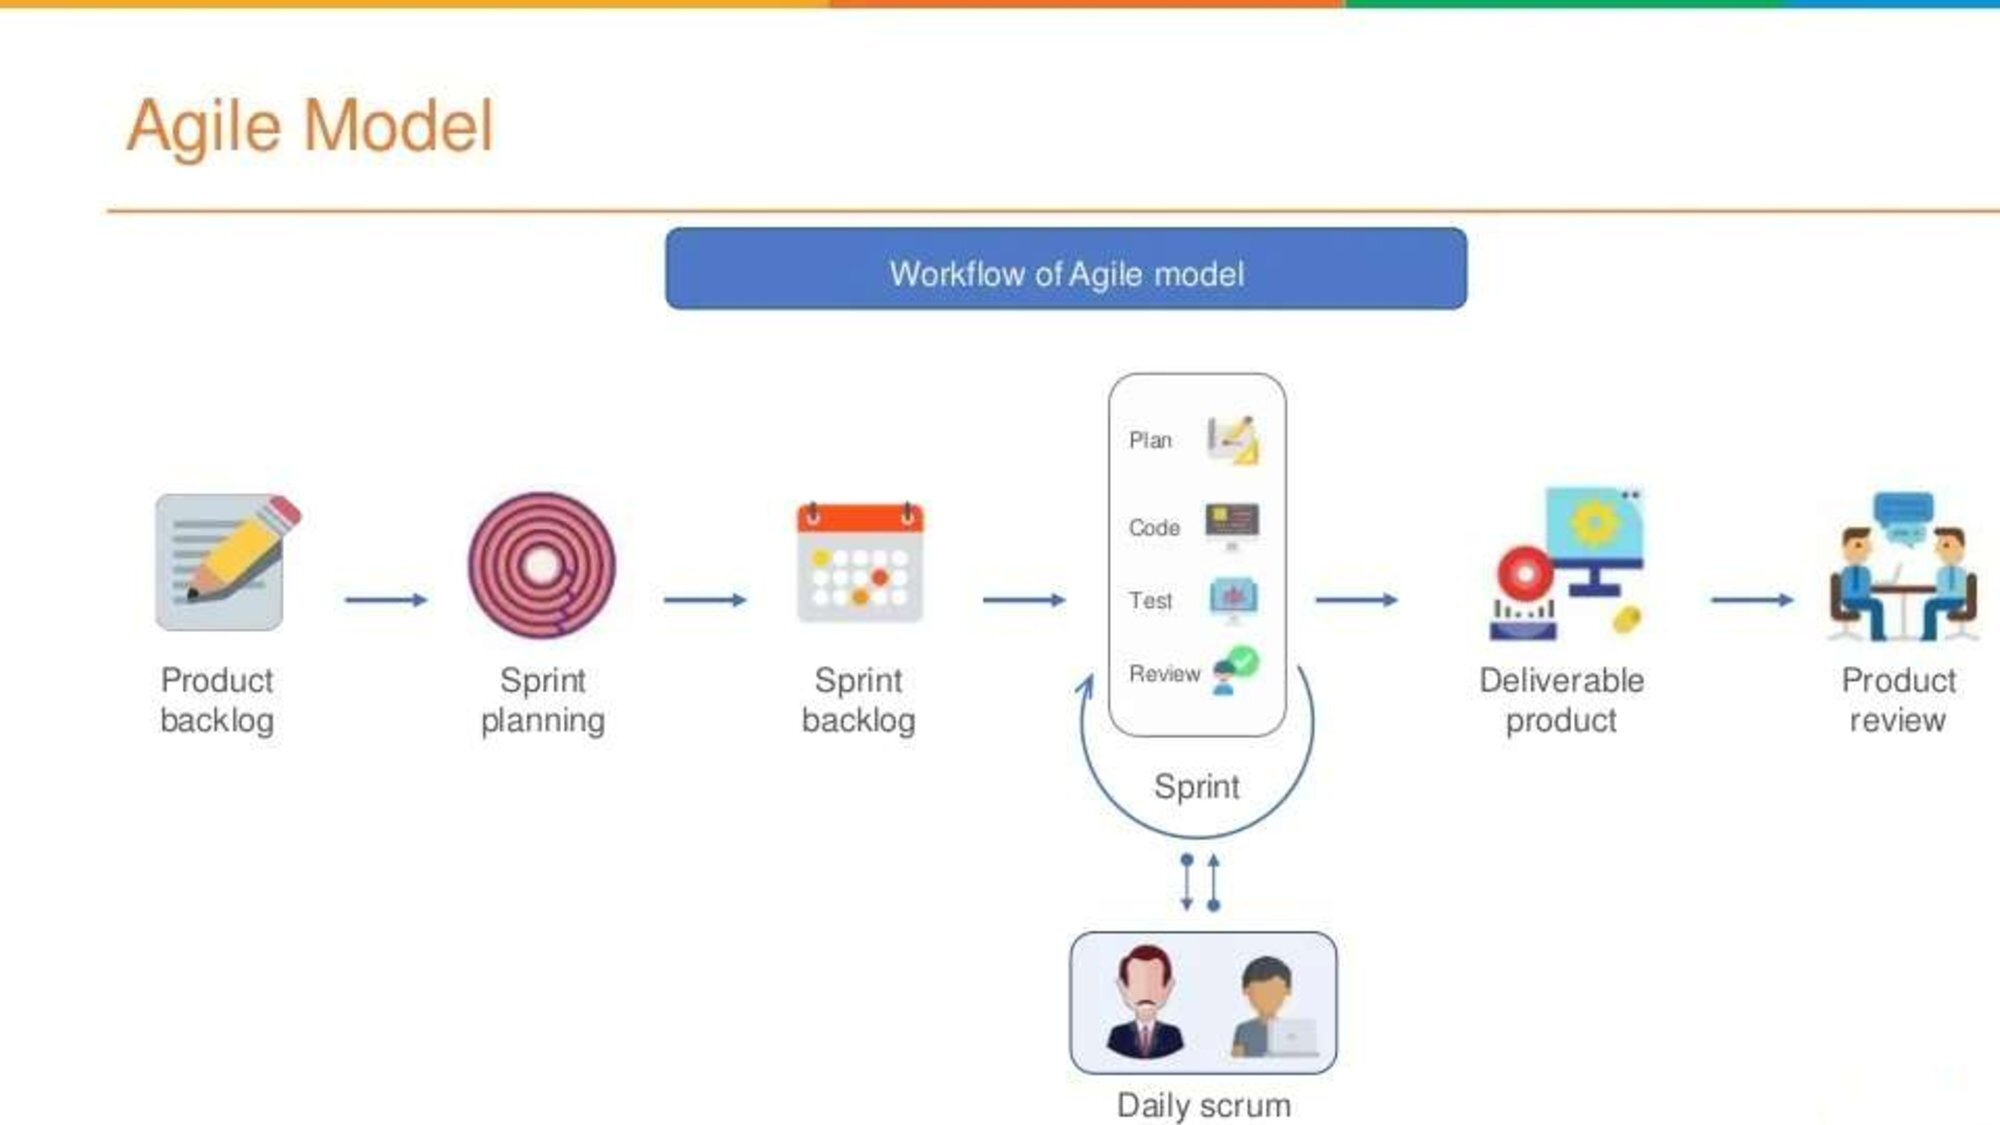 Agile Model
Workflow of Agile model
Plan
Code
Test
Review
Product
backlog
Sprint
planning
Sprint
backlog
Sprint
Deliverable
product
Product
review
Daily scrum